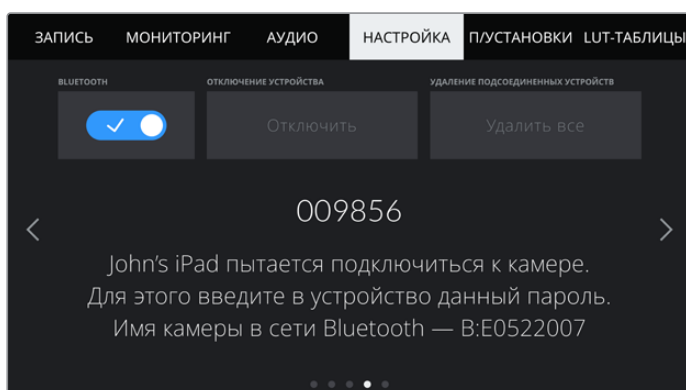 ЗАПИСЬ МОНИТОРИНГ АУДИО НАСТРОЙКА П/УСТАНОВКИ LUT-ТАБЛИЦЫ
BLUETOOTH ОТКЛЮЧЕНИЕ УСТРОЙСТВА УДАЛЕНИЕ ПОДСОЕДИНЕННЫХ УСТРОЙСТВ
Отключить Удалить все
009856
John’s iPad пытается подключиться к камере.
Для этого введите в устройство данный пароль.
Имя камеры в сети Bluetooth — B:E0522007